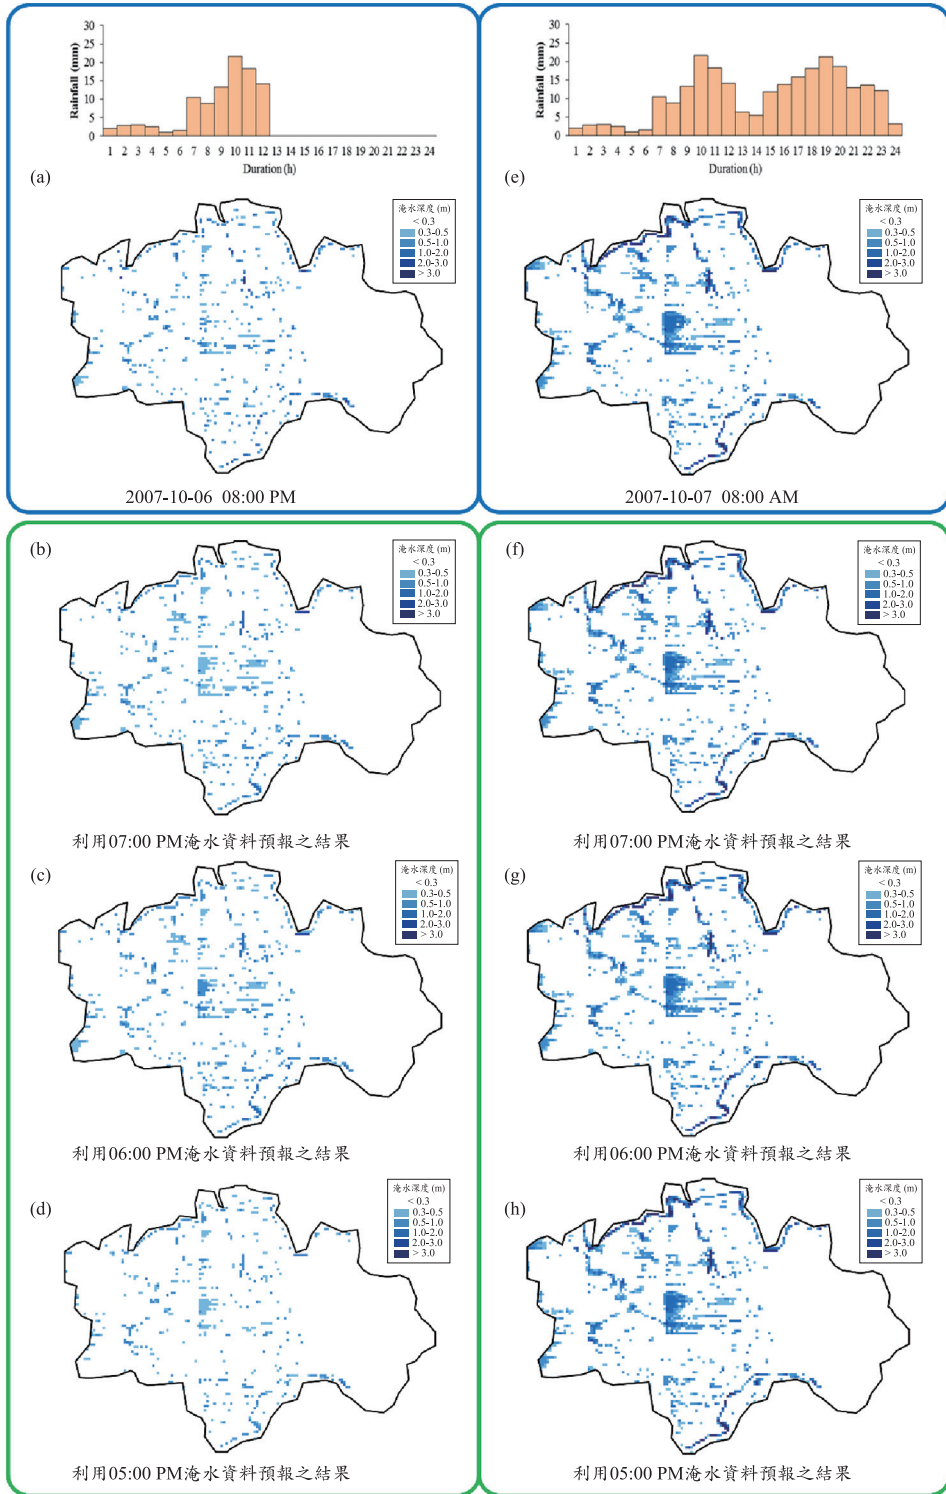 30
25
20
15
10
5
0
Rainfall (mm)
1 2 3 4 5 6 7 8 9 10 11 12 13 14 15 16 17 18 19 20 21 22 23 24
Duration (h)
(a)
淹水深度 (m)
< 0.3
0.3-0.5
0.5-1.0
1.0-2.0
2.0-3.0
> 3.0
2007-10-06 08:00 PM
30
25
20
15
10
5
0
Rainfall (mm)
1 2 3 4 5 6 7 8 9 10 11 12 13 14 15 16 17 18 19 20 21 22 23 24
Duration (h)
(e)
淹水深度 (m)
< 0.3
0.3-0.5
0.5-1.0
1.0-2.0
2.0-3.0
> 3.0
2007-10-07 08:00 AM
(b)
淹水深度 (m)
< 0.3
0.3-0.5
0.5-1.0
1.0-2.0
2.0-3.0
> 3.0
利用07:00 PM淹水資料預報之結果
(c)
淹水深度 (m)
< 0.3
0.3-0.5
0.5-1.0
1.0-2.0
2.0-3.0
> 3.0
利用06:00 PM淹水資料預報之結果
(d)
淹水深度 (m)
< 0.3
0.3-0.5
0.5-1.0
1.0-2.0
2.0-3.0
> 3.0
利用05:00 PM淹水資料預報之結果
(f)
淹水深度 (m)
< 0.3
0.3-0.5
0.5-1.0
1.0-2.0
2.0-3.0
> 3.0
利用07:00 PM淹水資料預報之結果
(g)
淹水深度 (m)
< 0.3
0.3-0.5
0.5-1.0
1.0-2.0
2.0-3.0
> 3.0
利用06:00 PM淹水資料預報之結果
(h)
淹水深度 (m)
< 0.3
0.3-0.5
0.5-1.0
1.0-2.0
2.0-3.0
> 3.0
利用05:00 PM淹水資料預報之結果